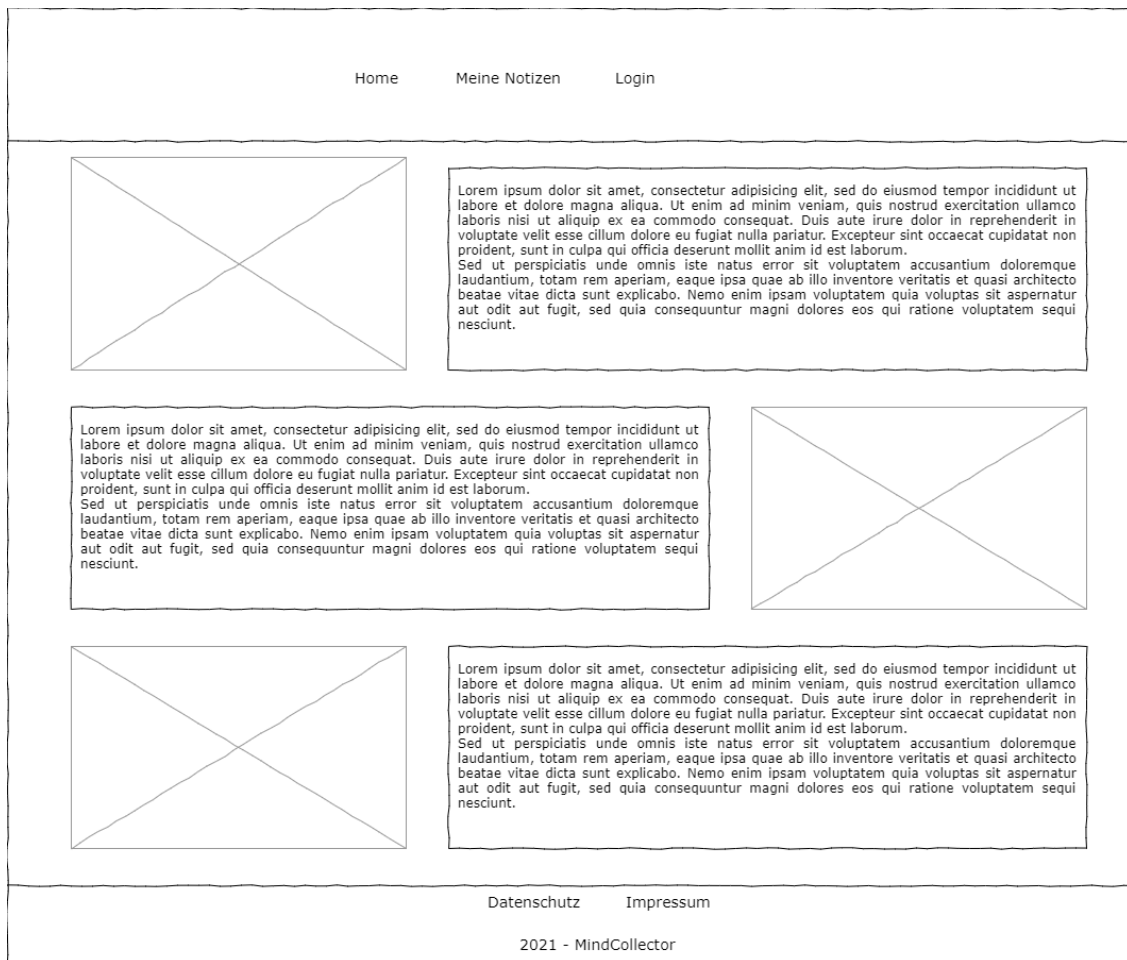 Home Meine Notizen Login
Lorem ipsum dolor sit amet, consectetur adipisicing elit, sed do eiusmod tempor incididunt ut
labore et dolore magna aliqua. Ut enim ad minim veniam, quis nostrud exercitation ullamco
laboris nisi ut aliquip ex ea commodo consequat. Duis aute irure dolor in reprehenderit in
voluptate velit esse cillum dolore eu fugiat nulla pariatur. Excepteur sint occaecat cupidatat non
proident, sunt in culpa qui officia deserunt mollit anim id est laborum.
Sed ut perspiciatis unde omnis iste natus error sit voluptatem accusantium doloremque
laudantium, totam rem aperiam, eaque ipsa quae ab illo inventore veritatis et quasi architecto
beatae vitae dicta sunt explicabo. Nemo enim ipsam voluptatem quia voluptas sit aspernatur
aut odit aut fugit, sed quia consequuntur magni dolores eos qui ratione voluptatem sequi
nesciunt.
Lorem ipsum dolor sit amet, consectetur adipisicing elit, sed do eiusmod tempor incididunt ut
labore et dolore magna aliqua. Ut enim ad minim veniam, quis nostrud exercitation ullamco
laboris nisi ut aliquip ex ea commodo consequat. Duis aute irure dolor in reprehenderit in
voluptate velit esse cillum dolore eu fugiat nulla pariatur. Excepteur sint occaecat cupidatat non
proident, sunt in culpa qui officia deserunt mollit anim id est laborum.
Sed ut perspiciatis unde omnis iste natus error sit voluptatem accusantium doloremque
laudantium, totam rem aperiam, eaque ipsa quae ab illo inventore veritatis et quasi architecto
beatae vitae dicta sunt explicabo. Nemo enim ipsam voluptatem quia voluptas sit aspernatur
aut odit aut fugit, sed quia consequuntur magni dolores eos qui ratione voluptatem sequi
nesciunt.
Lorem ipsum dolor sit amet, consectetur adipisicing elit, sed do eiusmod tempor incididunt ut
labore et dolore magna aliqua. Ut enim ad minim veniam, quis nostrud exercitation ullamco
laboris nisi ut aliquip ex ea commodo consequat. Duis aute irure dolor in reprehenderit in
voluptate velit esse cillum dolore eu fugiat nulla pariatur. Excepteur sint occaecat cupidatat non
proident, sunt in culpa qui officia deserunt mollit anim id est laborum.
Sed ut perspiciatis unde omnis iste natus error sit voluptatem accusantium doloremque
laudantium, totam rem aperiam, eaque ipsa quae ab illo inventore veritatis et quasi architecto
beatae vitae dicta sunt explicabo. Nemo enim ipsam voluptatem quia voluptas sit aspernatur
aut odit aut fugit, sed quia consequuntur magni dolores eos qui ratione voluptatem sequi
nesciunt.
Datenschutz Impressum
2021 - MindCollector